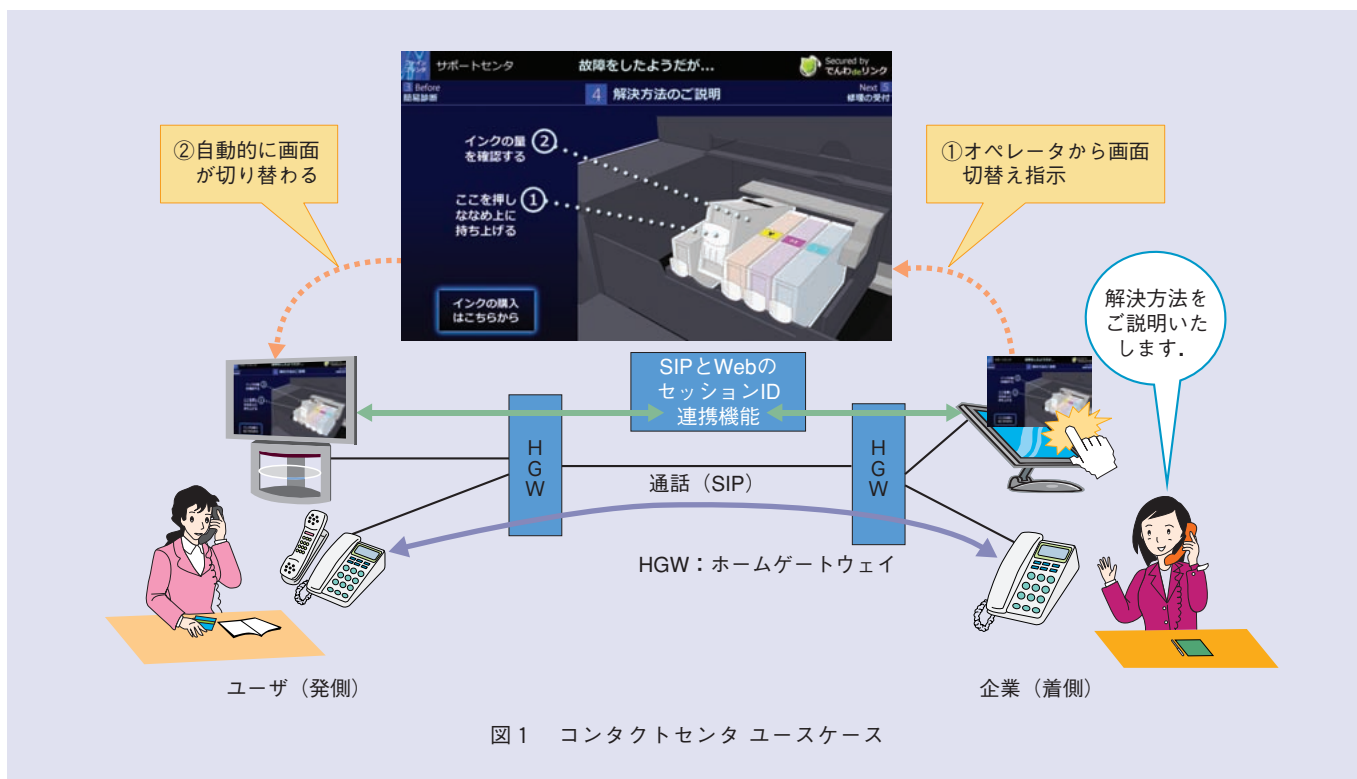 サポートセンタ
故障をしたようだが...
Secured by
でんわdeリンク
3 Before
簡易診断
4 解決方法のご説明
Next 5
修理の受付
インクの量
を確認する
②
ここを押し
ななめ上に
持ち上げる
①
インクの購入
はこちらから
②自動的に画面
が切り替わる
①オペレータから画面
切替え指示
解決方法を
ご説明いた
します.
SIPとWebの
セッションID
連携機能
HGW
HGW
通話（SIP）
HGW：ホームゲートウェイ
ユーザ（発側）
企業（着側）
図1 コンタクトセンタ ユースケース